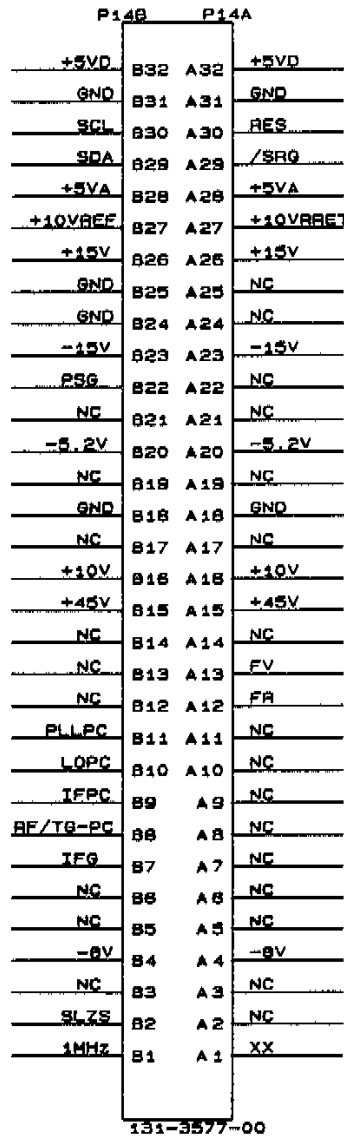 P14B P14A
+5VD B32 A32 +5VD
GND B31 A31 GND
SCL B30 A30 RES
SDA B29 A29 /SRG
+5VA B28 A28 +5VA
+10VREF B27 A27 +10VRRET
+15V B26 A26 +15V
GND B25 A25 NC
GND B24 A24 NC
-15V B23 A23 -15V
PSG B22 A22 NC
NC B21 A21 NC
-5.2V B20 A20 -5.2V
NC B19 A19 NC
GND B18 A18 GND
NC B17 A17 NC
+10V B16 A16 +10V
+45V B15 A15 +45V
NC B14 A14 NC
NC B13 A13 FV
NC B12 A12 FR
PLLPC B11 A11 NC
LOPC B10 A10 NC
IFPC B9 A9 NC
RF/TG-PC B8 A8 NC
IFG B7 A7 NC
NC B6 A6 NC
NC B5 A5 NC
-6V B4 A4 -6V
NC B3 A3 NC
SLZS B2 A2 NC
1MHz B1 A1 XX
131-3577-00